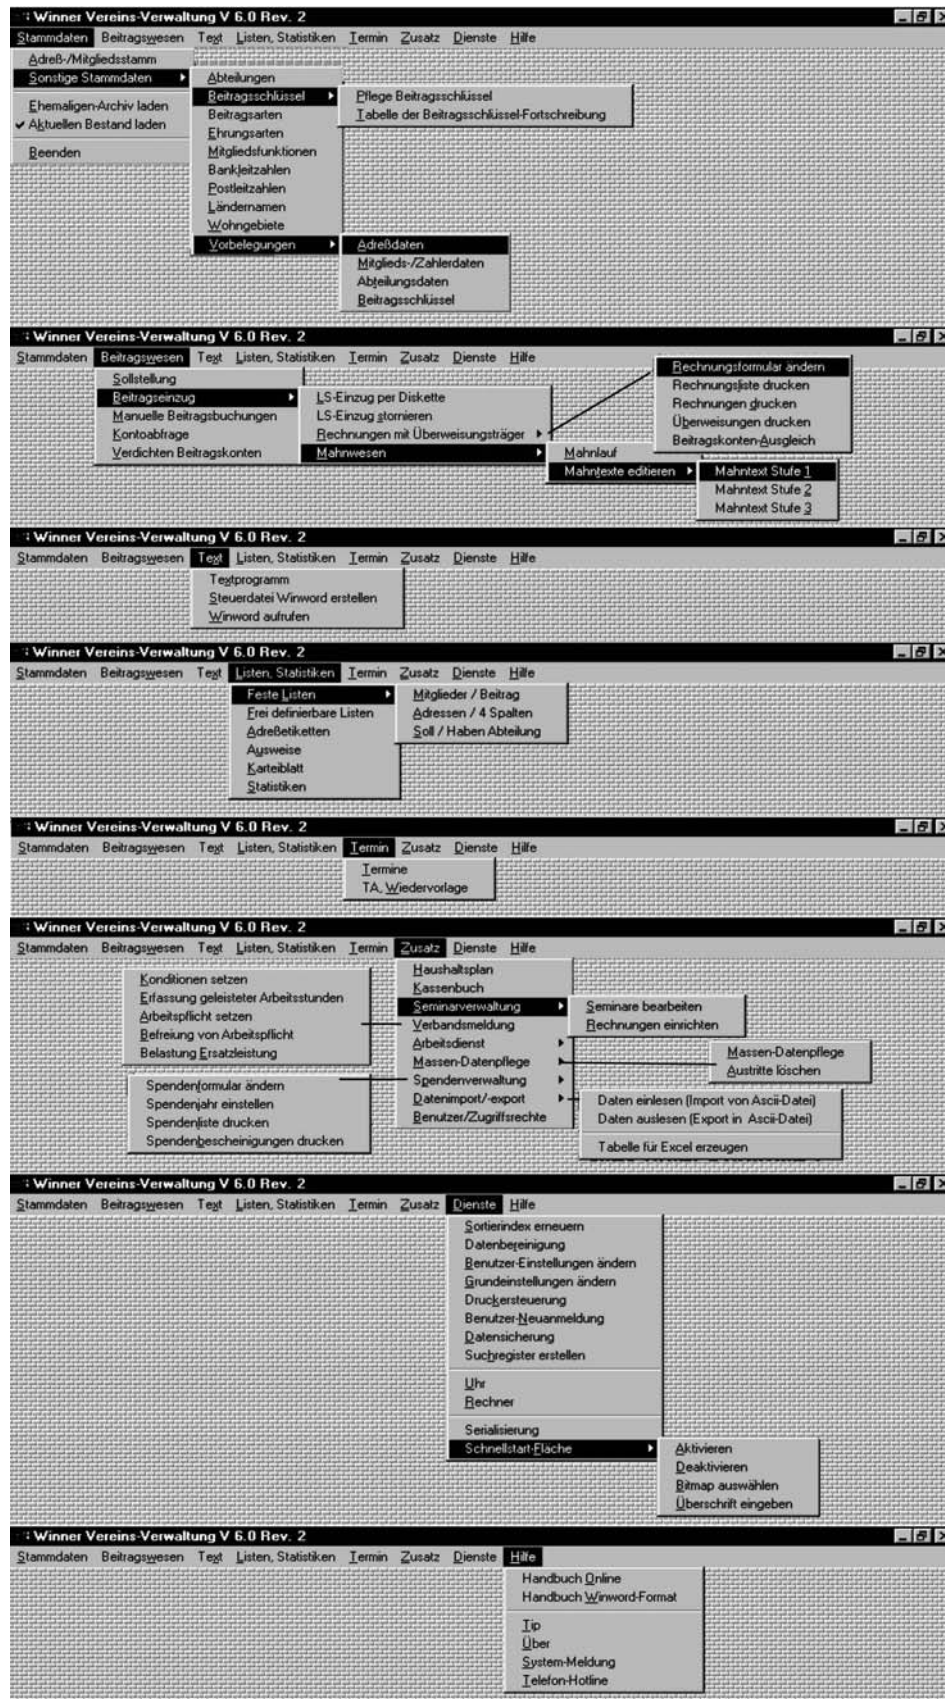 Winner Vereins-Verwaltung V 6.0 Rev. 2
Stammdaten Beitragswesen Text Listen, Statistiken Termin Zusatz Dienste Hilfe
Adreß-/Mitgliedsstamm
Sonstige Stammdaten
Ehemaligen-Archiv laden
Aktuellen Bestand laden
Beenden
Abteilungen
Beitragsschlüssel
Beitragsarten
Ehrungsarten
Mitgliedsfunktionen
Bankleitzahlen
Postleitzahlen
Ländernamen
Wohngebiete
Vorbelegungen
Pflege Beitragsschlüssel
Tabelle der Beitragsschlüssel-Fortschreibung
Adreßdaten
Mitglieds-/Zahlerdaten
Abteilungsdaten
Beitragsschlüssel
Winner Vereins-Verwaltung V 6.0 Rev. 2
Stammdaten Beitragswesen Text Listen, Statistiken Termin Zusatz Dienste Hilfe
Sollstellung
Beitragseinzug
Manuelle Beitragsbuchungen
Kontoabfrage
Verdichten Beitragskonten
LS-Einzug per Diskette
LS-Einzug stornieren
Rechnungen mit Überweisungsträger
Mahnwesen
Rechnungsformular ändern
Rechnungsliste drucken
Rechnungen drucken
Überweisungen drucken
Beitragskonten-Ausgleich
Mahnlauf
Mahntexte editieren
Mahntext Stufe 1
Mahntext Stufe 2
Mahntext Stufe 3
Winner Vereins-Verwaltung V 6.0 Rev. 2
Stammdaten Beitragswesen Text Listen, Statistiken Termin Zusatz Dienste Hilfe
Textprogramm
Steuerdatei Winword erstellen
Winword aufrufen
Winner Vereins-Verwaltung V 6.0 Rev. 2
Stammdaten Beitragswesen Text Listen, Statistiken Termin Zusatz Dienste Hilfe
Feste Listen
Frei definierbare Listen
Adreßetiketten
Ausweise
Karteiblatt
Statistiken
Mitglieder / Beitrag
Adressen / 4 Spalten
Soll / Haben Abteilung
Winner Vereins-Verwaltung V 6.0 Rev. 2
Stammdaten Beitragswesen Text Listen, Statistiken Termin Zusatz Dienste Hilfe
Termine
TA, Wiedervorlage
Winner Vereins-Verwaltung V 6.0 Rev. 2
Stammdaten Beitragswesen Text Listen, Statistiken Termin Zusatz Dienste Hilfe
Konditionen setzen
Erfassung geleisteter Arbeitsstunden
Arbeitspflicht setzen
Befreiung von Arbeitspflicht
Belastung Ersatzleistung
Spendenformular ändern
Spendenjahr einstellen
Spendenliste drucken
Spendenbescheinigungen drucken
Haushaltsplan
Kassenbuch
Seminarverwaltung
Verbandsmeldung
Arbeitsdienst
Massen-Datenpflege
Spendenverwaltung
Datenimport/-export
Benutzer/Zugriffsrechte
Seminare bearbeiten
Rechnungen einrichten
Massen-Datenpflege
Austritte löschen
Daten einlesen (Import von Ascii-Datei)
Daten auslesen (Export in Ascii-Datei)
Tabelle für Excel erzeugen
Winner Vereins-Verwaltung V 6.0 Rev. 2
Stammdaten Beitragswesen Text Listen, Statistiken Termin Zusatz Dienste Hilfe
Sortierindex erneuern
Datenbereinigung
Benutzer-Einstellungen ändern
Grundeinstellungen ändern
Druckersteuerung
Benutzer-Neuanmeldung
Datensicherung
Suchregister erstellen
Uhr
Rechner
Serialisierung
Schnellstart-Fläche
Aktivieren
Deaktivieren
Bitmap auswählen
Überschrift eingeben
Winner Vereins-Verwaltung V 6.0 Rev. 2
Stammdaten Beitragswesen Text Listen, Statistiken Termin Zusatz Dienste Hilfe
Handbuch Online
Handbuch Winword-Format
Tip
Über
System-Meldung
Telefon-Hotline